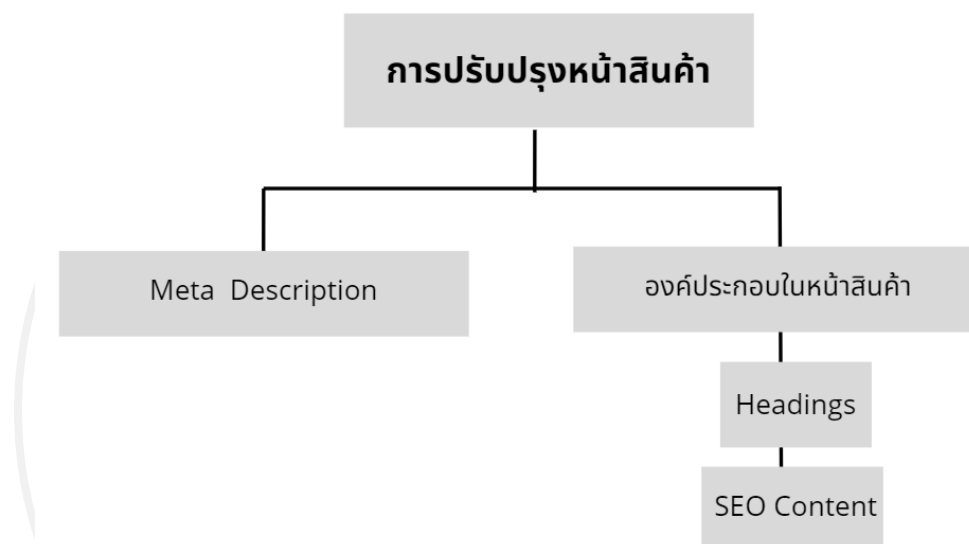 การปรับปรุงหน้าสินค้า
Meta Description
องค์ประกอบในหน้าสินค้า
Headings
SEO Content